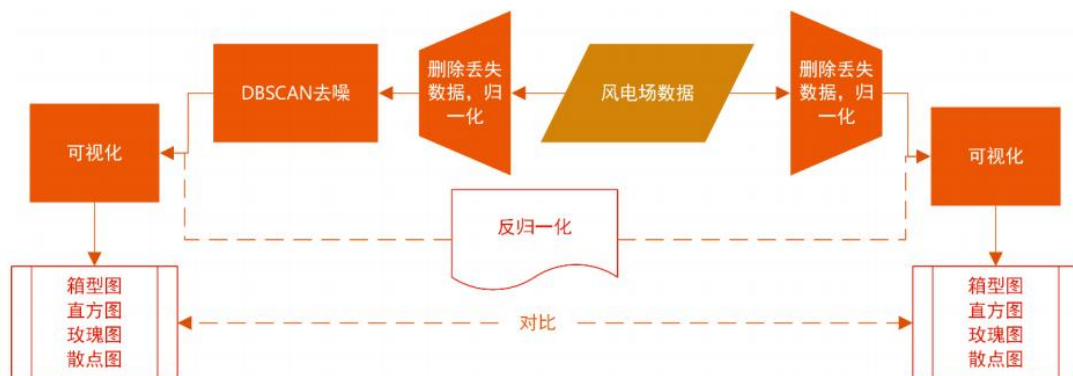 DBSCAN去噪
删除丢失
数据，归
一化
风电场数据
删除丢失
数据，归
一化
可视化
可视化
反归一化
箱型图
直方图
玫瑰图
散点图
对比
箱型图
直方图
玫瑰图
散点图